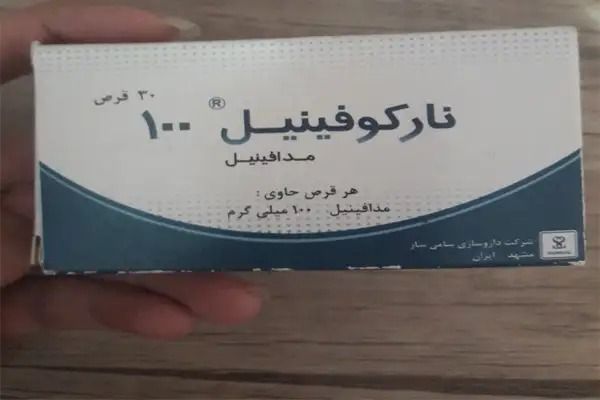 ۳۰ قرص
نارکوفینیل® ۱۰۰
مدافینیل
هر قرص حاوی :
مدافینیل ۱۰۰ میلی گرم
شرکت داروسازی سامی ساز
مشهد ایران